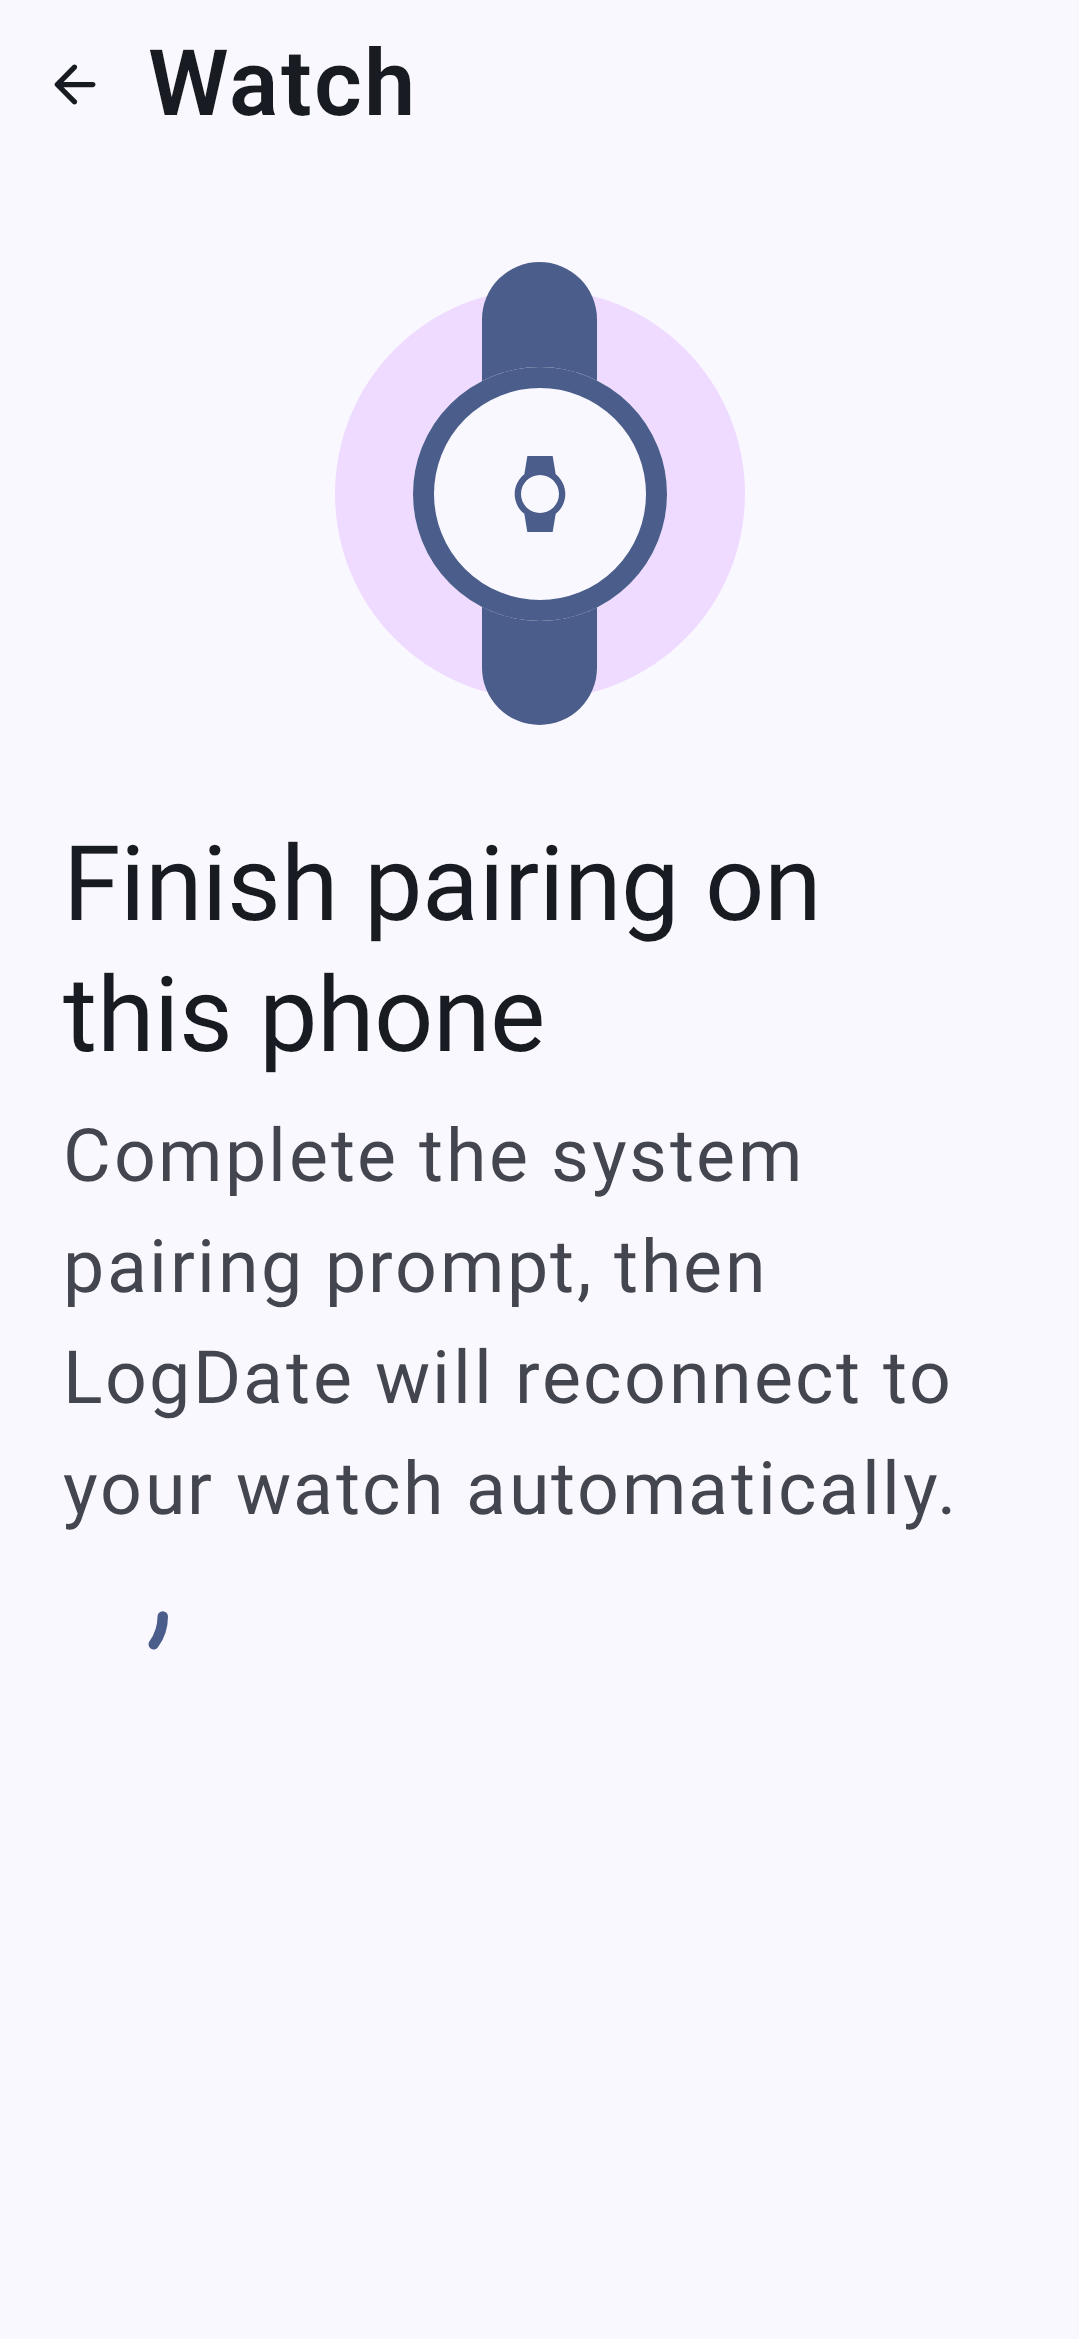 Watch
Finish pairing on
this phone
Complete the system
pairing prompt, then
LogDate will reconnect to
your watch automatically.